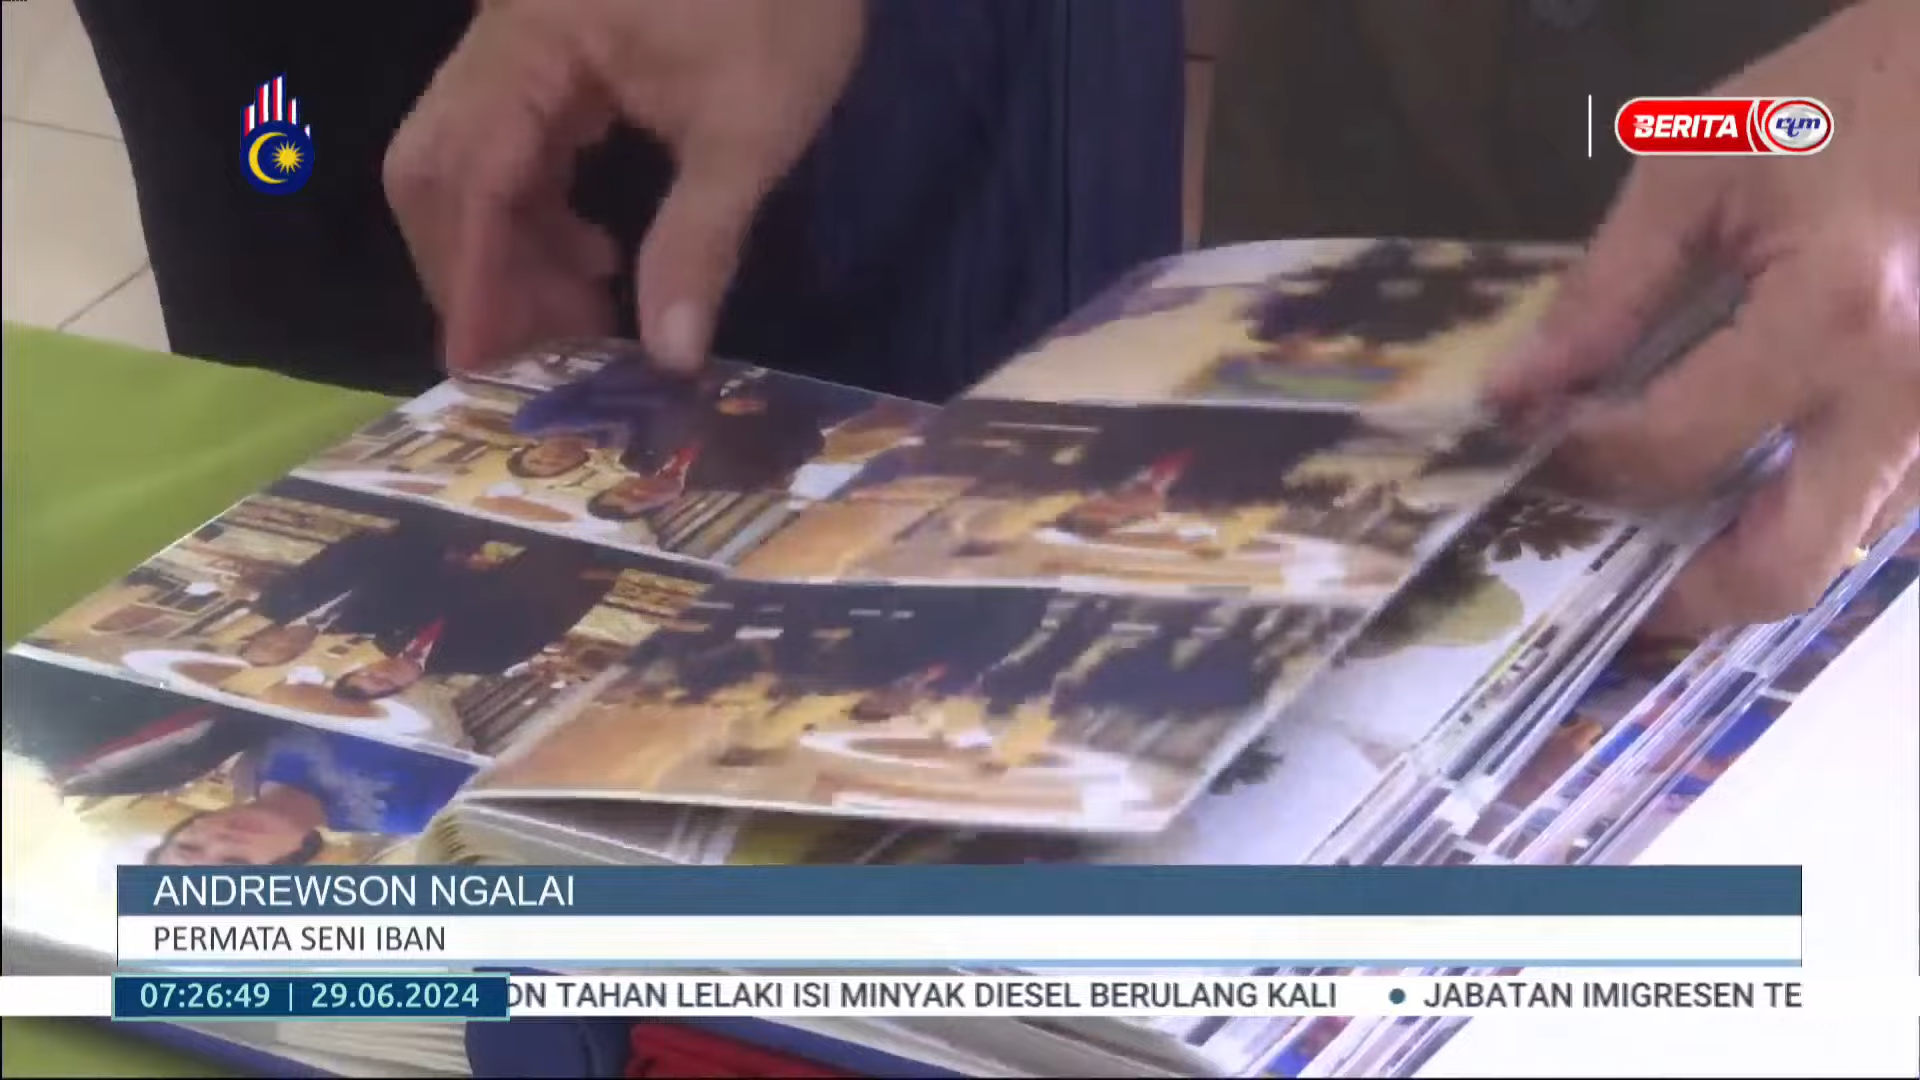 BERITA rtm
ANDREWSON NGALAI
PERMATA SENI IBAN
07:26:49 | 29.06.2024 ON TAHAN LELAKI ISI MINYAK DIESEL BERULANG KALI • JABATAN IMIGRESEN TE